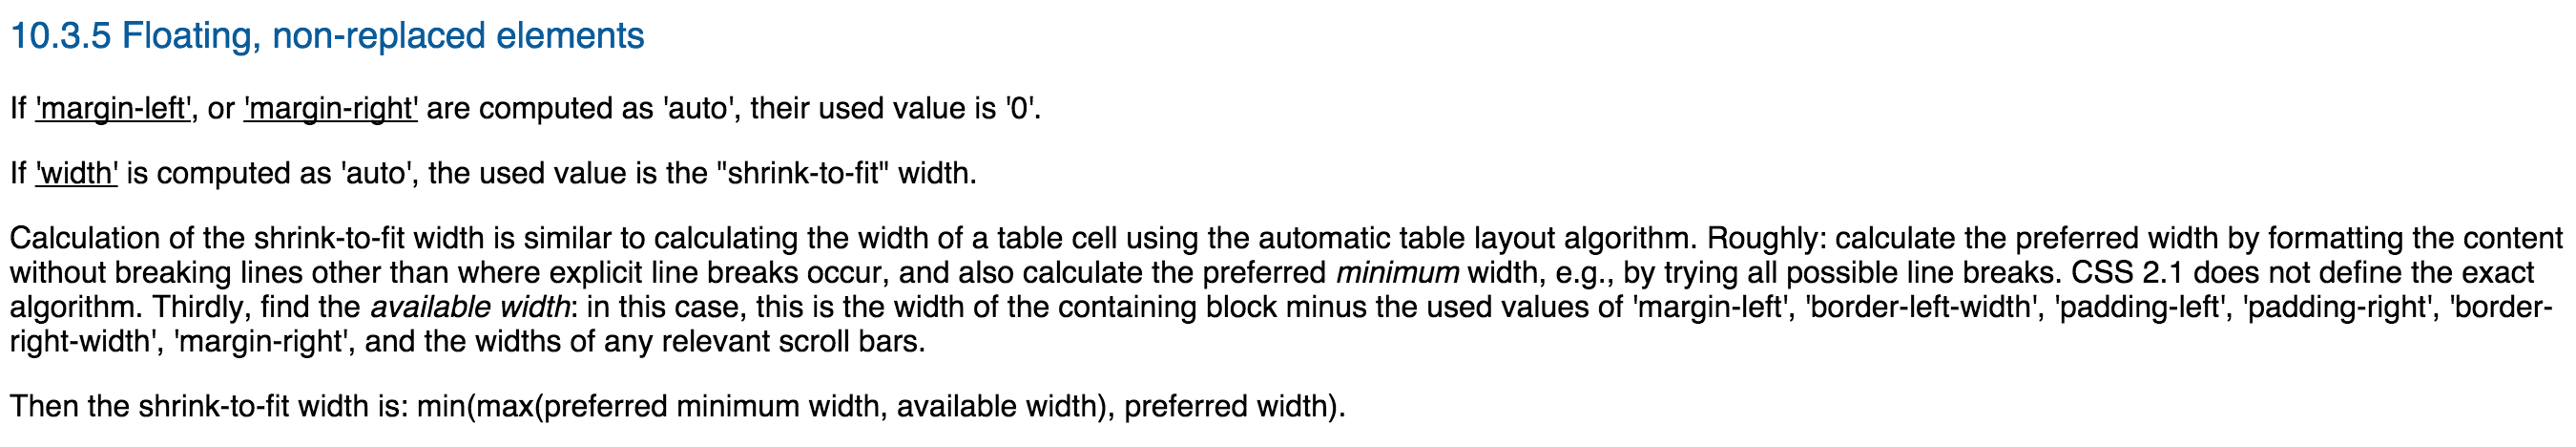 10.3.5 Floating, non-replaced elements
If 'margin-left', or 'margin-right' are computed as 'auto', their used value is '0'.
If 'width' is computed as 'auto', the used value is the "shrink-to-fit" width.
Calculation of the shrink-to-fit width is similar to calculating the width of a table cell using the automatic table layout algorithm. Roughly: calculate the preferred width by formatting the content
without breaking lines other than where explicit line breaks occur, and also calculate the preferred minimum width, e.g., by trying all possible line breaks. CSS 2.1 does not define the exact
algorithm. Thirdly, find the available width: in this case, this is the width of the containing block minus the used values of 'margin-left', 'border-left-width', 'padding-left', 'padding-right', 'border-
right-width', 'margin-right', and the widths of any relevant scroll bars.
Then the shrink-to-fit width is: min(max(preferred minimum width, available width), preferred width).